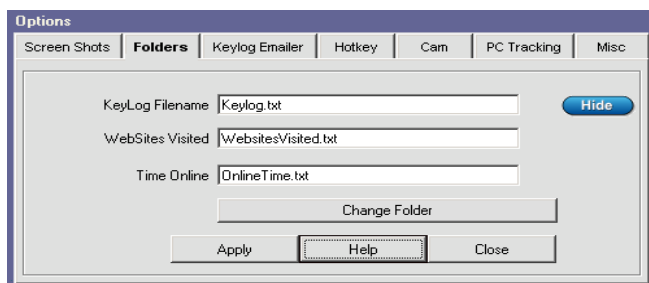 Options
Screen Shots Folders Keylog Emailer Hotkey Cam PC Tracking Misc
KeyLog Filename Keylog.txt Hide
WebSites Visited WebsitesVisited.txt
Time Online OnlineTime.txt
Change Folder
Apply Help Close